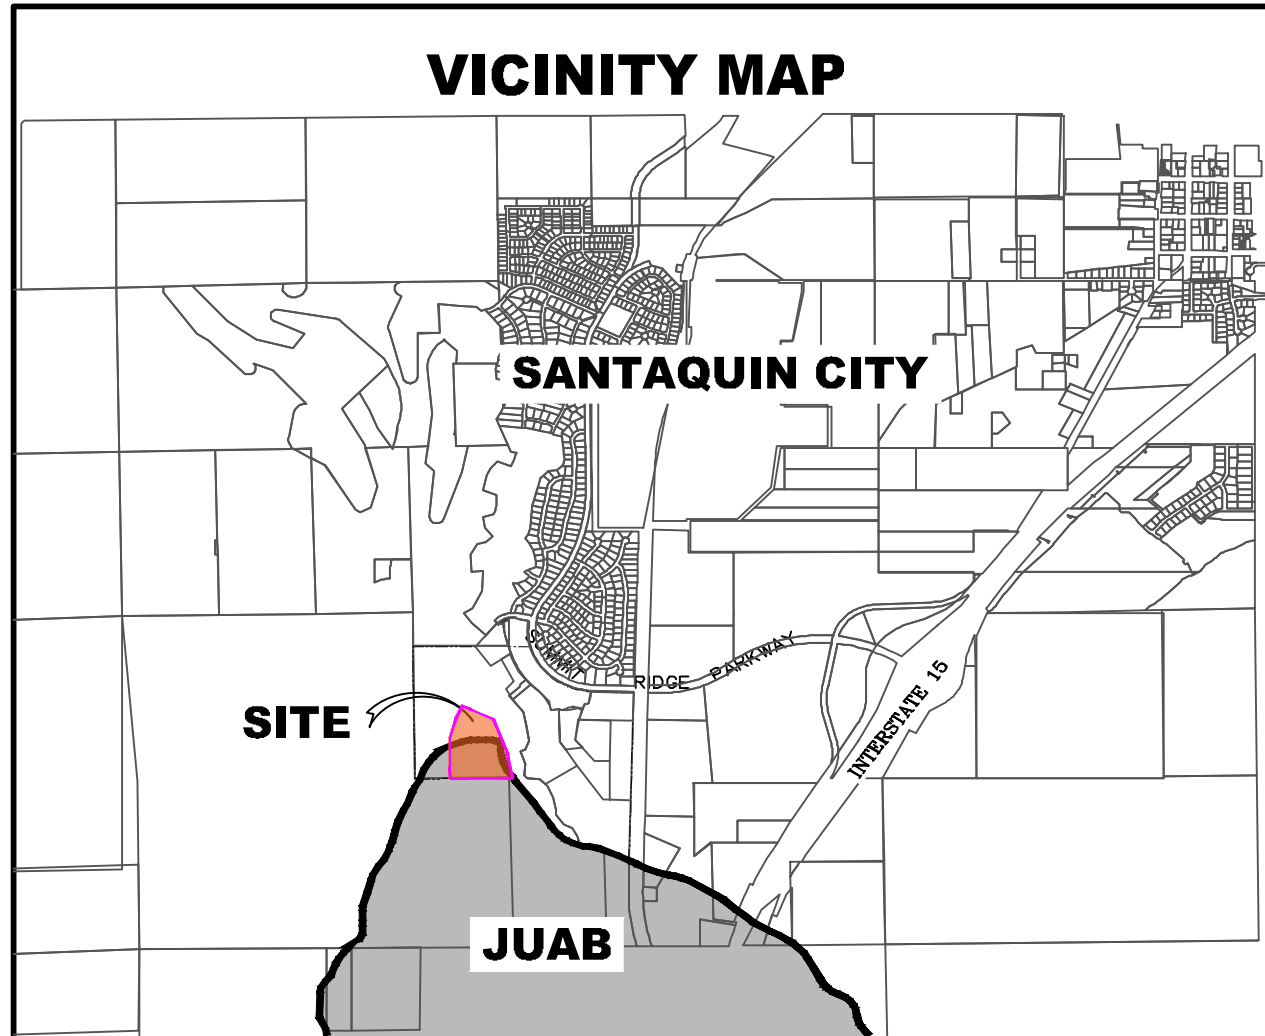 VICINITY MAP
SANTAQUIN CITY
SUMMIT RIDGE PARKWAY
INTERSTATE 15
SITE
JUAB